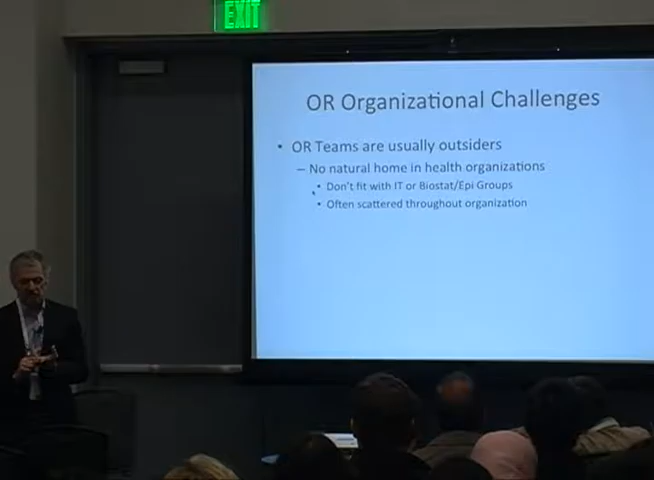 EXIT
OR Organizational Challenges
• OR Teams are usually outsiders
– No natural home in health organizations
• Don't fit with IT or Biostat/Epi Groups
• Often scattered throughout organization